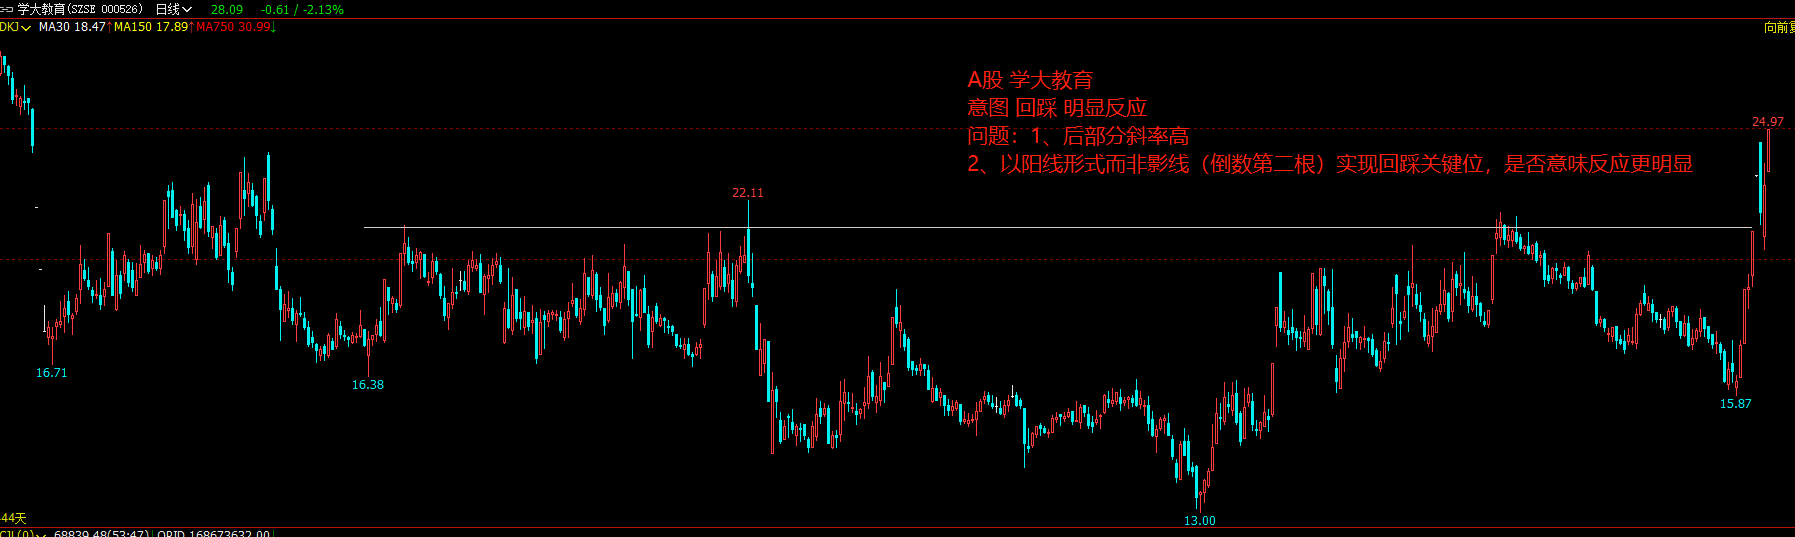 学大教育(SZSE 000526) 日线 28.09 -0.61 / -2.13%
DKJ MA30 18.47↑ MA150 17.89↑ MA750 30.99↓ 向前复
A股 学大教育
意图 回踩 明显反应
问题：1、后部分斜率高
2、以阳线形式而非影线（倒数第二根）实现回踩关键位，是否意味反应更明显
24.97
22.11
16.71
16.38
15.87
13.00
44天
CJL(0) 68839.48(53:47) OPID 168673632.00